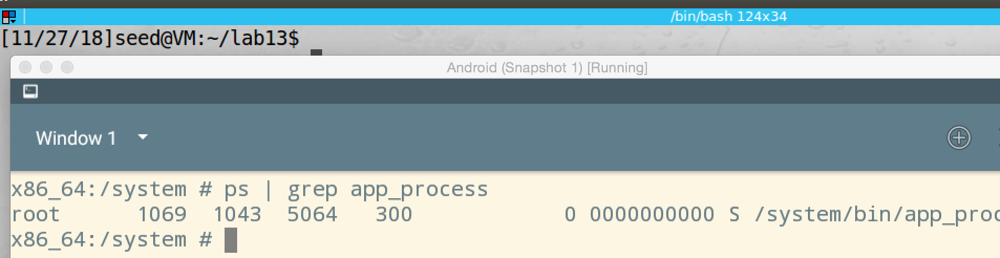 /bin/bash 124x34
[11/27/18]seed@VM:~/lab13$
Android (Snapshot 1) [Running]
Window 1
x86_64:/system # ps | grep app_process
root 1069 1043 5064 300 0 0000000000 S /system/bin/app_proc
x86_64:/system #